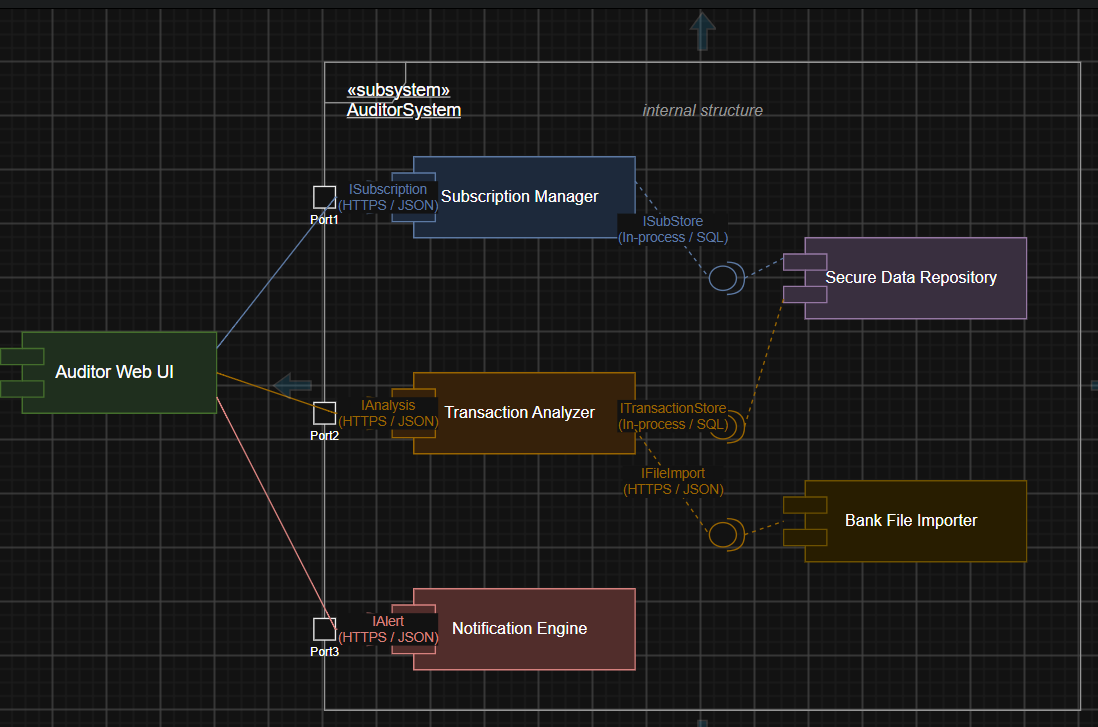 «subsystem»
AuditorSystem
internal structure
ISubscription
(HTTPS / JSON)
Subscription Manager
Port1
ISubStore
(In-process / SQL)
Secure Data Repository
Auditor Web UI
IAnalysis
(HTTPS / JSON)
Transaction Analyzer
Port2
ITransactionStore
(In-process / SQL)
IFileImport
(HTTPS / JSON)
Bank File Importer
IAlert
(HTTPS / JSON)
Notification Engine
Port3